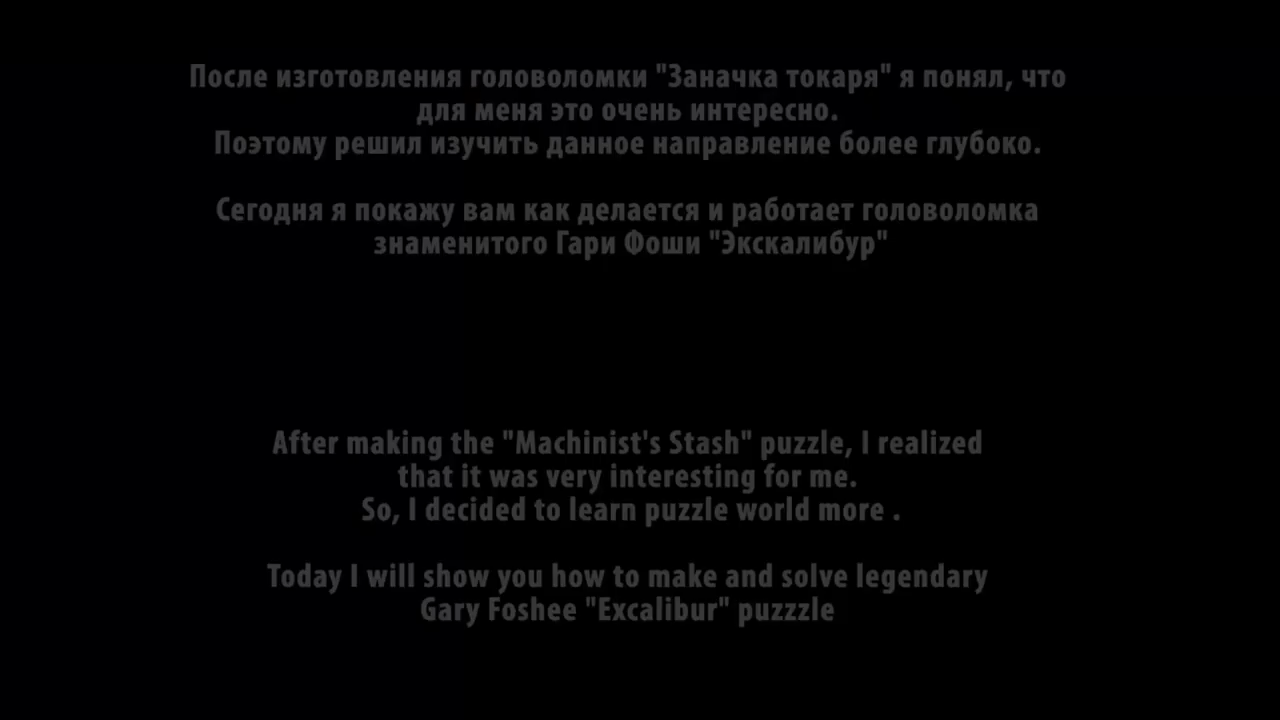 После изготовления головоломки "Заначка токаря" я понял, что
для меня это очень интересно.
Поэтому решил изучить данное направление более глубоко.
Сегодня я покажу вам как делается и работает головоломка
знаменитого Гари Фоши "Экскалибур"
After making the "Machinist's Stash" puzzle, I realized
that it was very interesting for me.
So, I decided to learn puzzle world more .
Today I will show you how to make and solve legendary
Gary Foshee "Excalibur" puzzzle